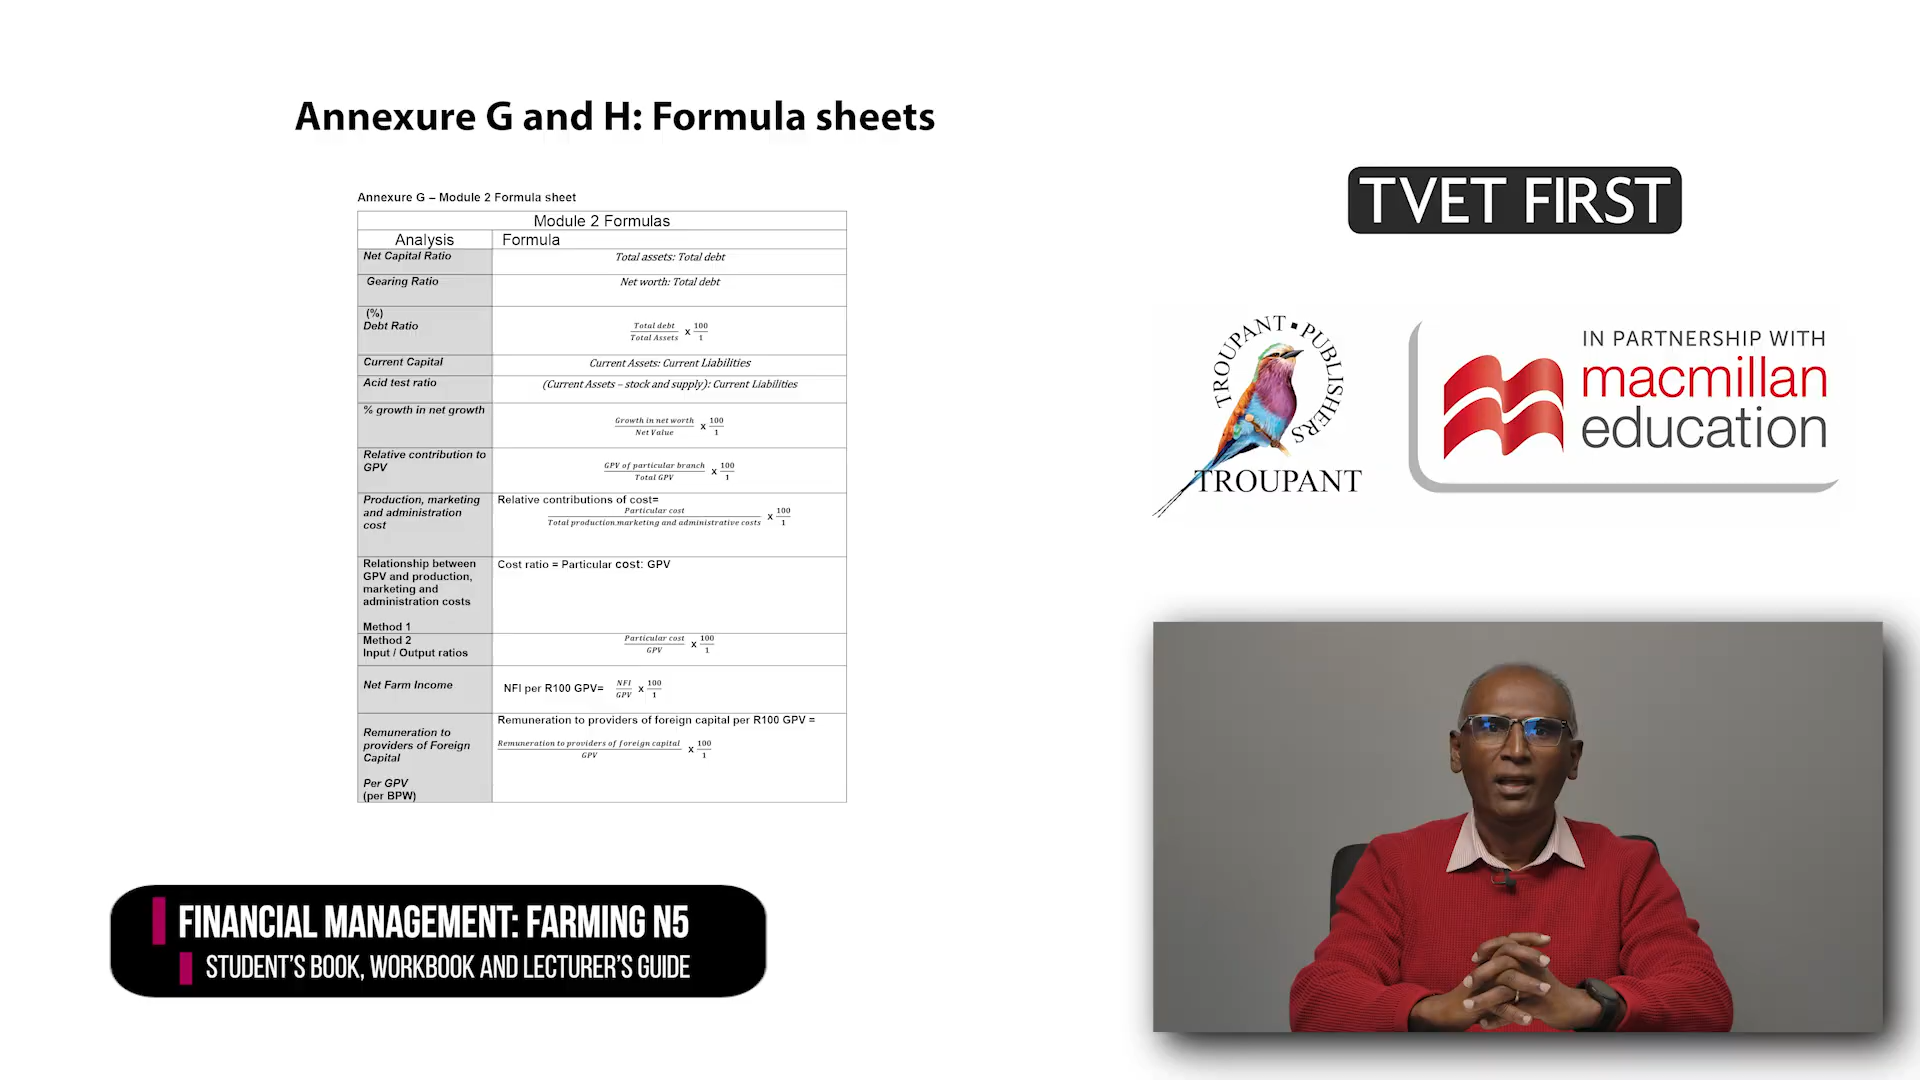 Annexure G and H: Formula sheets
Annexure G – Module 2 Formula sheet
Module 2 Formulas
Analysis Formula
Net Capital Ratio Total assets: Total debt
Gearing Ratio Net worth: Total debt
(%)
Debt Ratio
Total debt
Total Assets
x 100
1
Current Capital Current Assets: Current Liabilities
Acid test ratio (Current Assets – stock and supply): Current Liabilities
% growth in net growth
Growth in net worth
Net Value
x 100
1
Relative contribution to
GPV
GPV of particular branch
Total GPV
x 100
1
Production, marketing
and administration
cost
Relative contributions of cost=
Particular cost
Total production.marketing and administrative costs
x 100
1
Relationship between
GPV and production,
marketing and
administration costs
Method 1
Cost ratio = Particular cost: GPV
Method 2
Input / Output ratios
Particular cost
GPV
x 100
1
Net Farm Income
NFI per R100 GPV=
NFI
GPV
x 100
1
Remuneration to
providers of Foreign
Capital
Per GPV
(per BPW)
Remuneration to providers of foreign capital per R100 GPV =
Remuneration to providers of foreign capital
GPV
x 100
1
TVET FIRST
TROUPANT ▪ PUBLISHERS
TROUPANT
IN PARTNERSHIP WITH
macmillan
education
FINANCIAL MANAGEMENT: FARMING N5
STUDENT'S BOOK, WORKBOOK AND LECTURER'S GUIDE